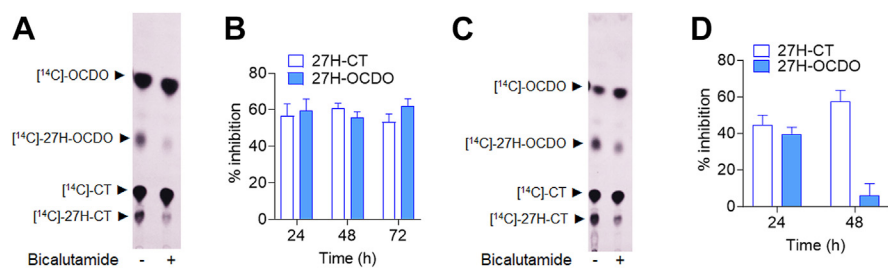 A
[¹⁴C]-OCDO
[¹⁴C]-27H-OCDO
[¹⁴C]-CT
[¹⁴C]-27H-CT
Bicalutamide - +
B
27H-CT
27H-OCDO
% inhibition
80
60
40
20
0
24 48 72
Time (h)
C
[¹⁴C]-OCDO
[¹⁴C]-27H-OCDO
[¹⁴C]-CT
[¹⁴C]-27H-CT
Bicalutamide - +
D
27H-CT
27H-OCDO
% inhibition
80
60
40
20
0
24 48
Time (h)